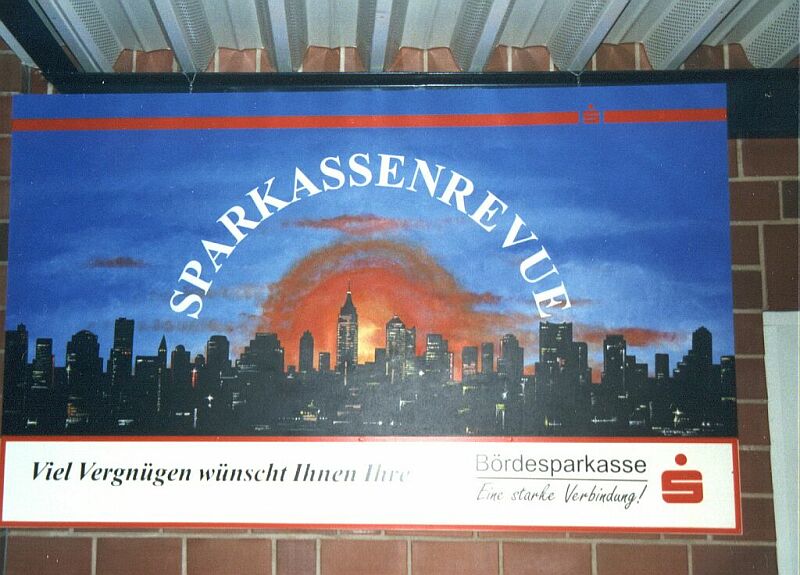 SPARKASSENREVUE
Viel Vergnügen wünscht Ihnen Ihre
Bördesparkasse
Eine starke Verbindung!